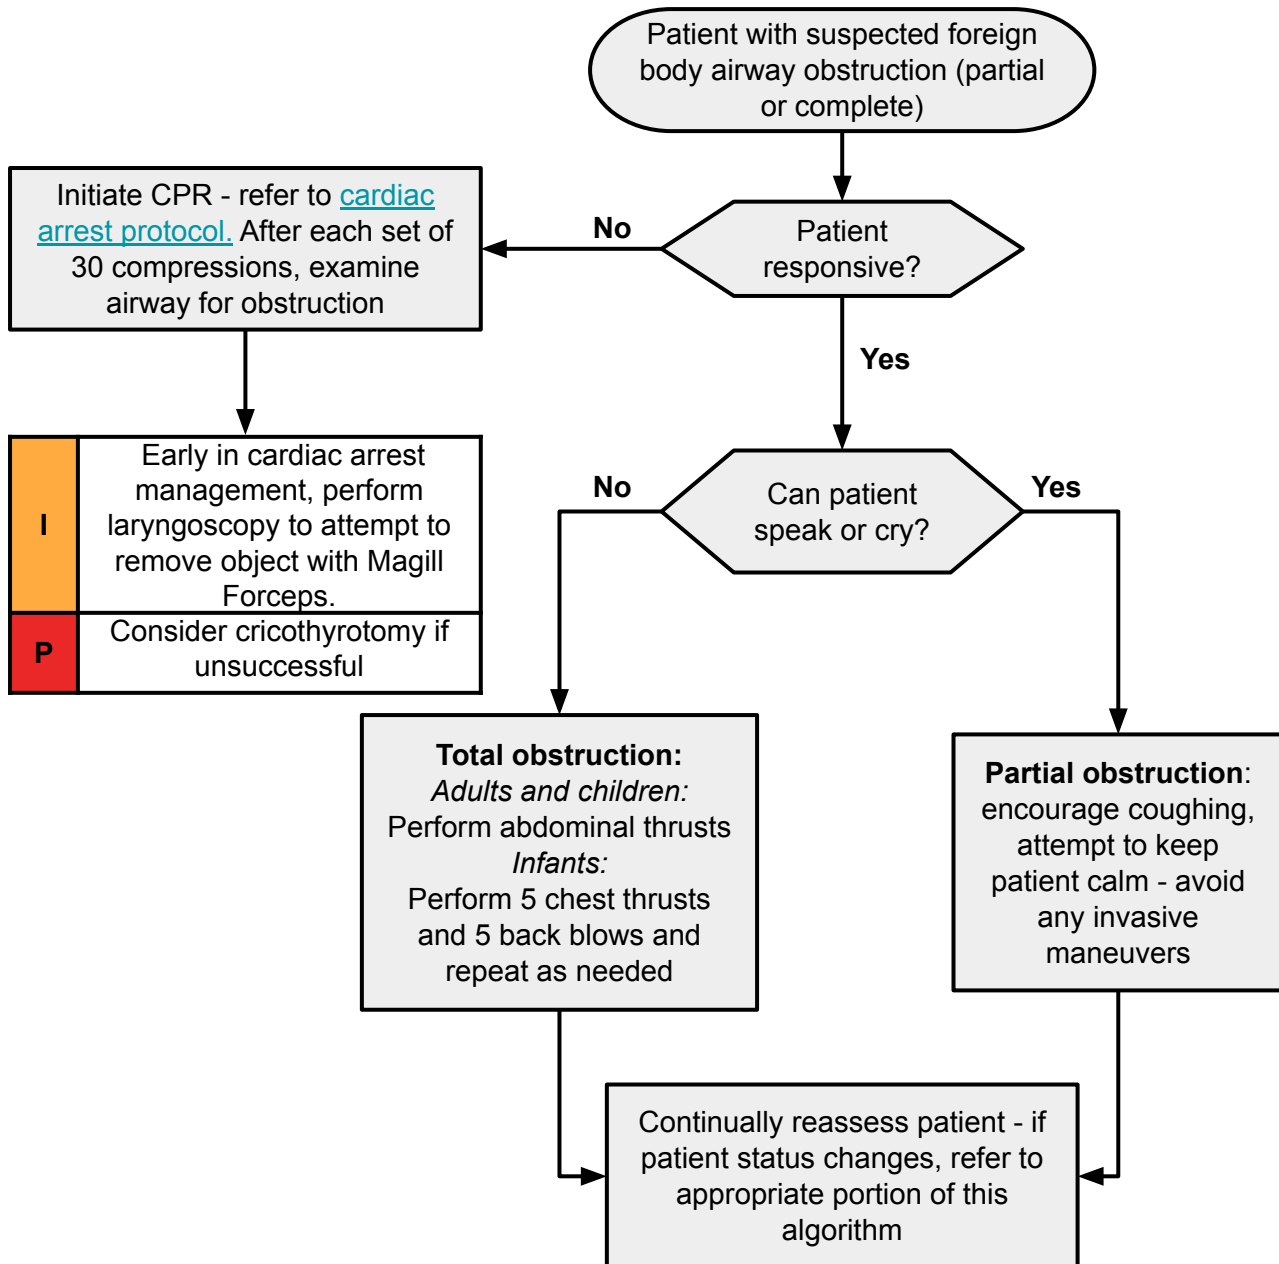 Patient with suspected foreign
body airway obstruction (partial
or complete)
Patient
responsive?
No
Yes
Initiate CPR - refer to cardiac
arrest protocol. After each set of
30 compressions, examine
airway for obstruction
I
Early in cardiac arrest
management, perform
laryngoscopy to attempt to
remove object with Magill
Forceps.
P
Consider cricothyrotomy if
unsuccessful
Can patient
speak or cry?
No
Yes
Total obstruction:
Adults and children:
Perform abdominal thrusts
Infants:
Perform 5 chest thrusts
and 5 back blows and
repeat as needed
Partial obstruction:
encourage coughing,
attempt to keep
patient calm - avoid
any invasive
maneuvers
Continually reassess patient - if
patient status changes, refer to
appropriate portion of this
algorithm